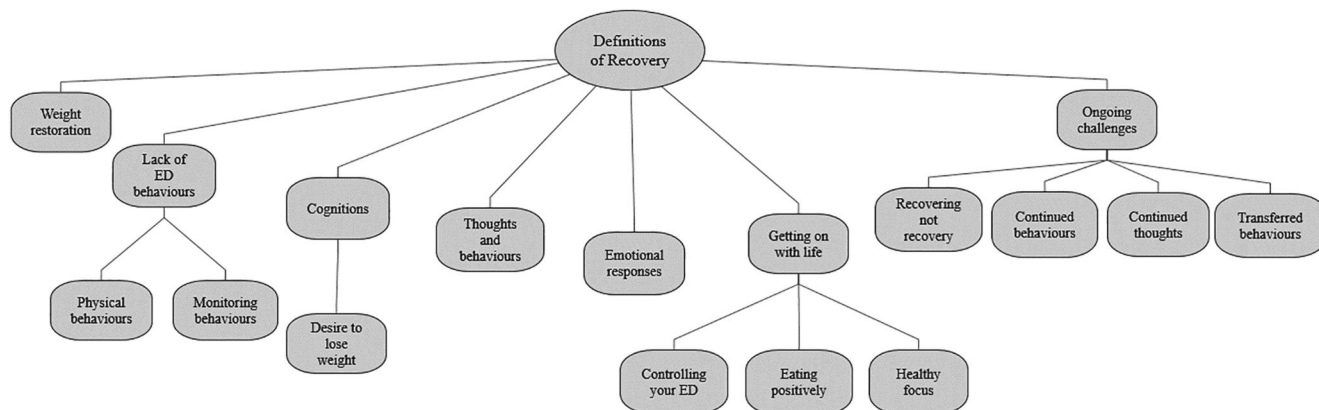 Definitions
of Recovery
Weight
restoration
Lack of
ED
behaviours
Physical
behaviours
Monitoring
behaviours
Cognitions
Desire to
lose
weight
Thoughts
and
behaviours
Emotional
responses
Getting on
with life
Controlling
your ED
Eating
positively
Healthy
focus
Ongoing
challenges
Recovering
not
recovery
Continued
behaviours
Continued
thoughts
Transferred
behaviours